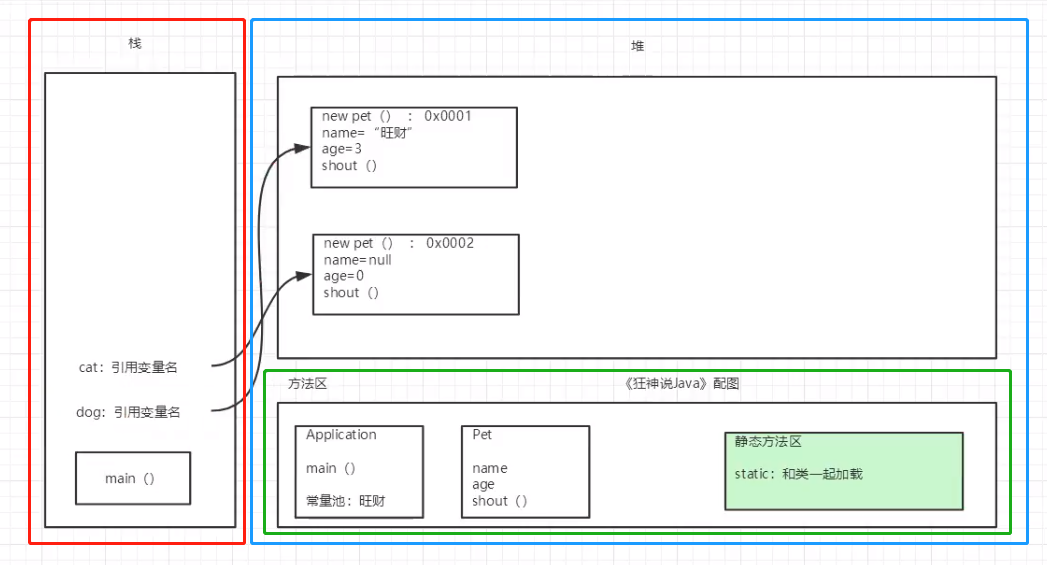 栈
堆
new pet（） ： 0x0001
name= “旺财”
age=3
shout（）
new pet（） ： 0x0002
name=null
age=0
shout（）
cat：引用变量名
dog：引用变量名
main（）
方法区
《狂神说Java》配图
Application
main（）
常量池：旺财
Pet
name
age
shout（）
静态方法区
static：和类一起加载